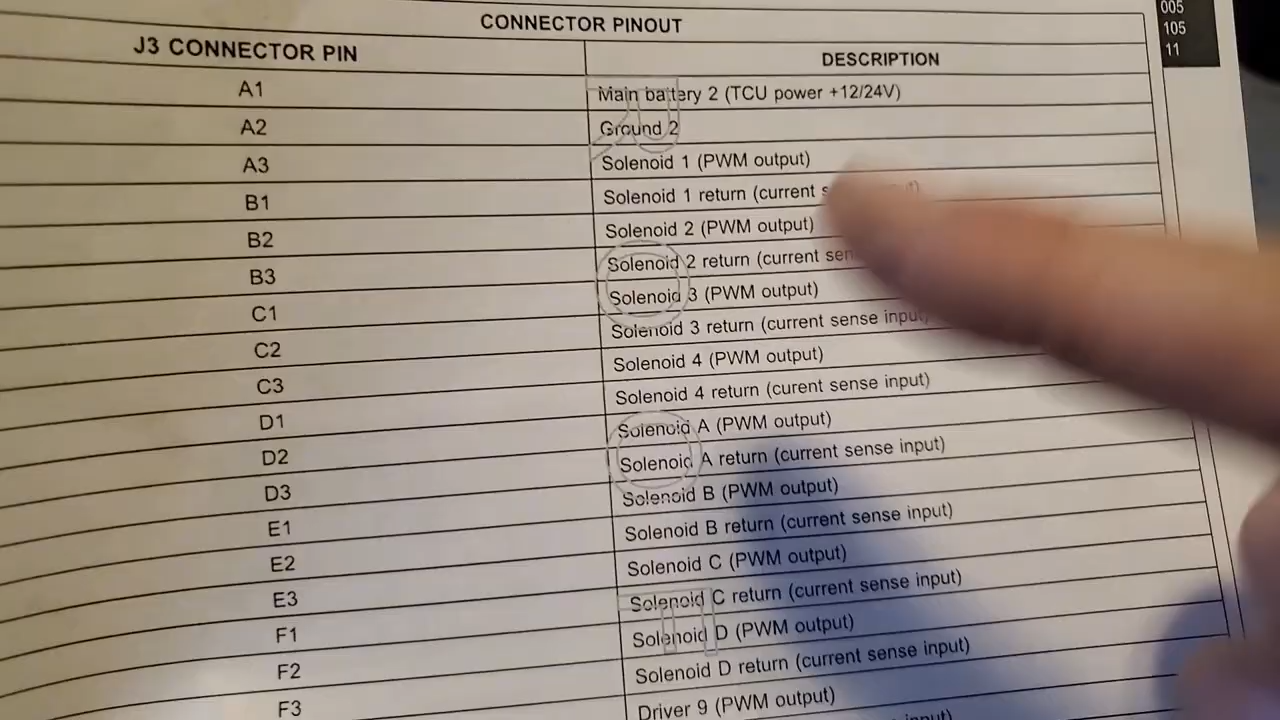 005
105
11
CONNECTOR PINOUT
J3 CONNECTOR PIN DESCRIPTION
A1 Main battery 2 (TCU power +12/24V)
A2 Ground 2
A3 Solenoid 1 (PWM output)
B1 Solenoid 1 return (current
B2 Solenoid 2 (PWM output)
B3 Solenoid 2 return (current sen
C1 Solenoid 3 (PWM output)
C2 Solenoid 3 return (current sense input)
C3 Solenoid 4 (PWM output)
D1 Solenoid 4 return (curent sense input)
D2 Solenoid A (PWM output)
D3 Solenoid A return (current sense input)
E1 Solenoid B (PWM output)
E2 Solenoid B return (current sense input)
E3 Solenoid C (PWM output)
F1 Solenoid C return (current sense input)
F2 Solenoid D (PWM output)
F3 Solenoid D return (current sense input)
Driver 9 (PWM output)
input)